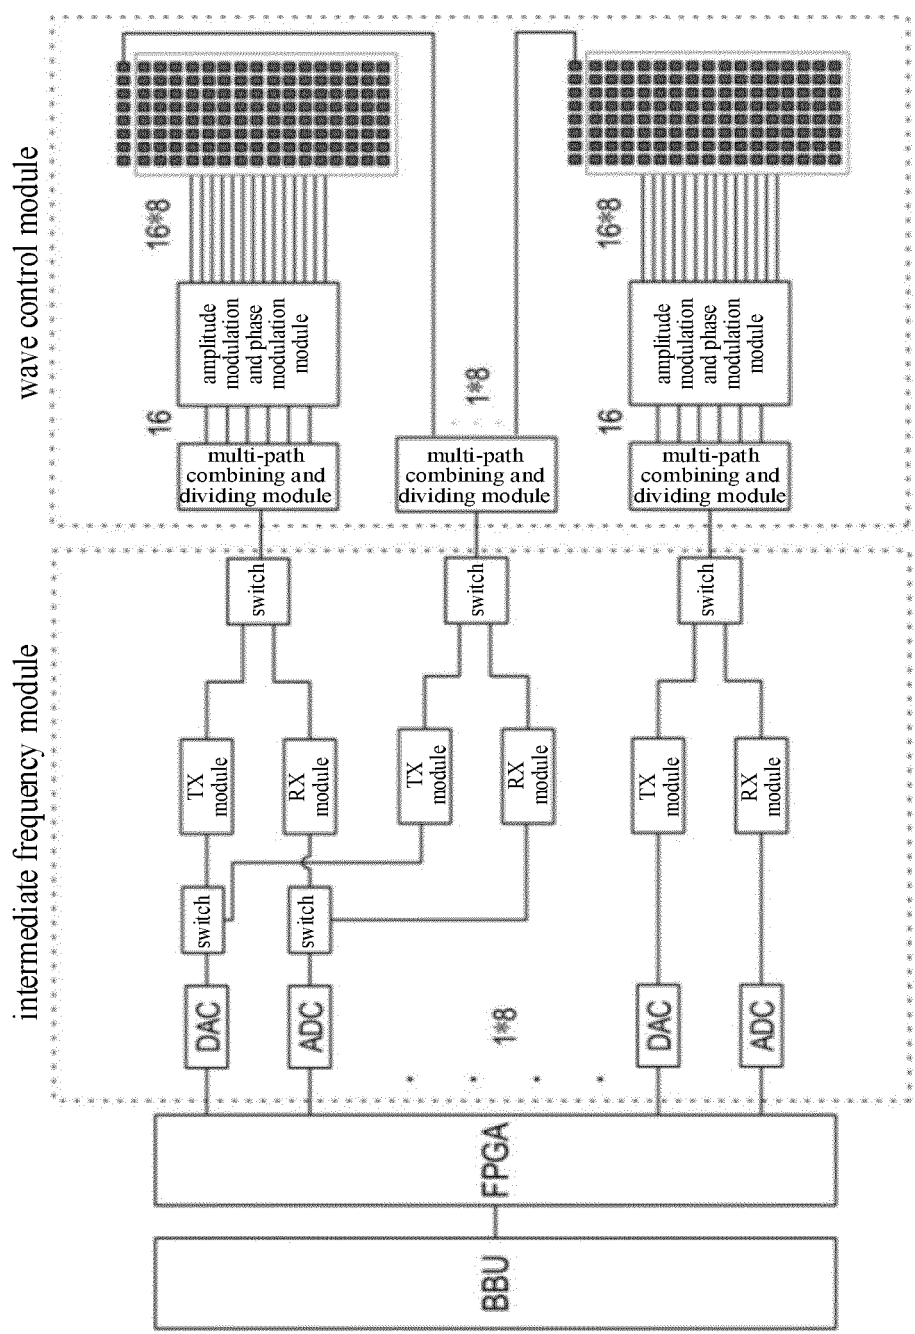 wave control module
16*8
16*8
amplitude
modulation
and phase
modulation
module
amplitude
modulation
and phase
modulation
module
1*8
16
16
multi-path
combining and
dividing module
multi-path
combining and
dividing module
multi-path
combining and
dividing module
intermediate frequency module
switch
switch
switch
TX
module
RX
module
TX
module
RX
module
TX
module
RX
module
switch
switch
DAC
ADC
1*8
DAC
ADC
FPGA
BBU